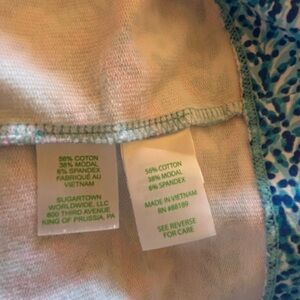 56% COTTON
38% MODAL
6% SPANDEX
FABRIQUÉ AU
VIETNAM
SUGARTOWN
WORLDWIDE, LLC
800 THIRD AVENUE
KING OF PRUSSIA, PA
56% COTTON
38% MODAL
6% SPANDEX
MADE IN VIETNAM
RN #88189
SEE REVERSE
FOR CARE